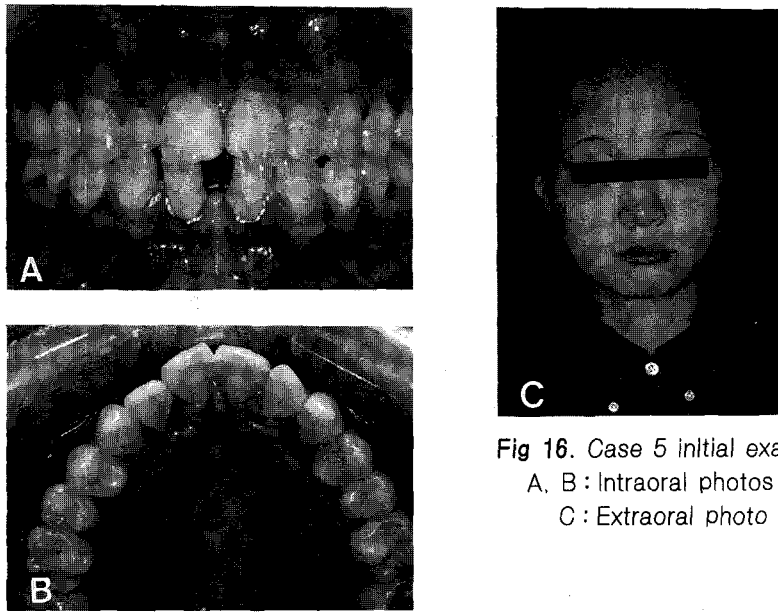 A
B
C
Fig 16. Case 5 initial exa
A, B : Intraoral photos
C : Extraoral photo